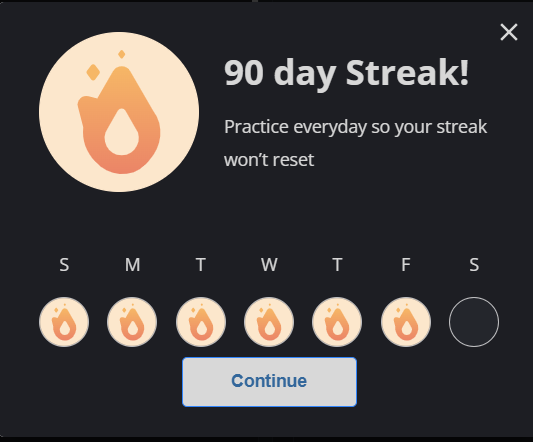 90 day Streak!
Practice everyday so your streak
won’t reset
S M T W T F S
Continue